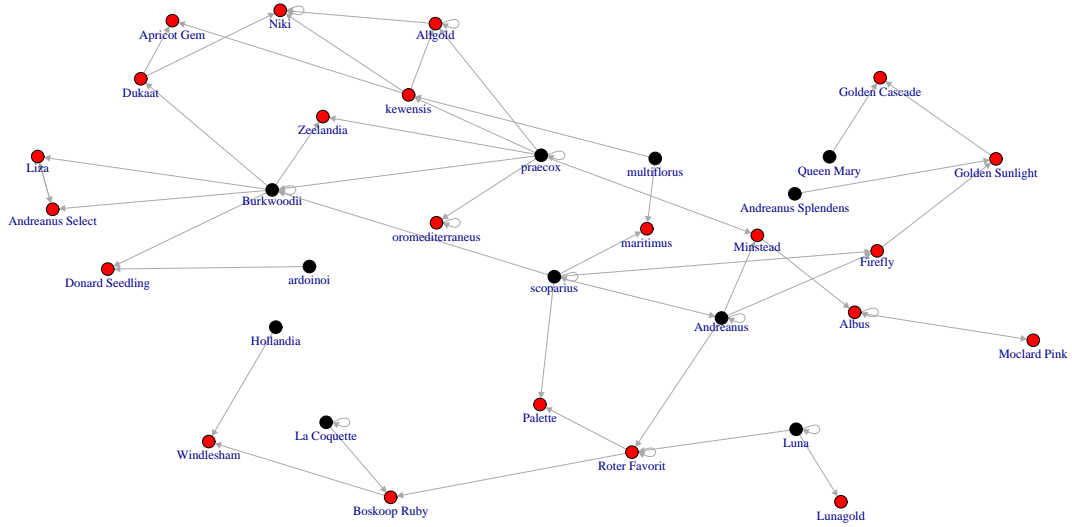 Niki
Apricot Gem
Allgold
Dukaat
Golden Cascade
kewensis
Zeelandia
Liza
praecox
multiflorus
Queen Mary
Golden Sunlight
Burkwoodii
Andreanus Splendens
Andreanus Select
oromediterraneus
maritimus
Minstead
Firefly
Donard Seedling
ardoinoi
scoparius
Andreanus
Albus
Hollandia
Moclard Pink
Palette
La Coquette
Luna
Windlesham
Roter Favorit
Boskoop Ruby
Lunagold